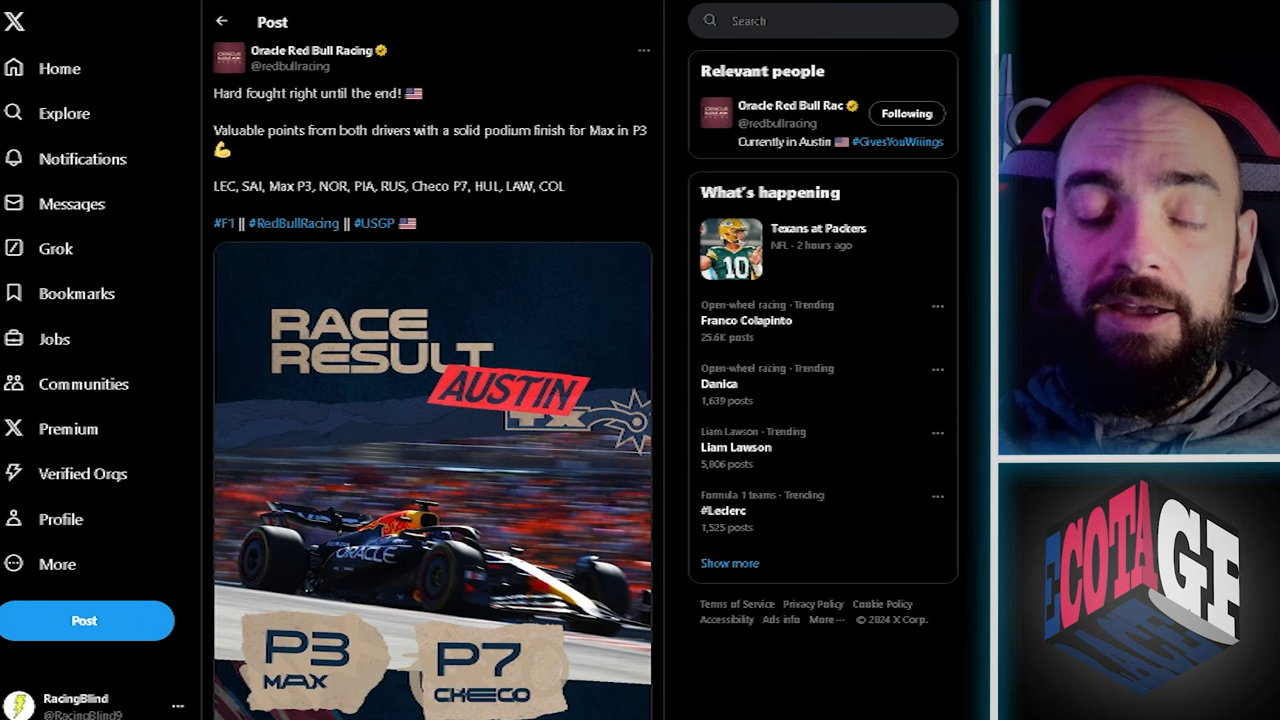 Home
Explore
Notifications
Messages
Grok
Bookmarks
Jobs
Communities
Premium
Verified Orgs
Profile
More
Post
RacingBlind
@RacingBlind9
Post
Oracle Red Bull Racing
@redbullracing
Hard fought right until the end! 🇺🇸
Valuable points from both drivers with a solid podium finish for Max in P3
💪
LEC, SAI, Max P3, NOR, PIA, RUS, Checo P7, HUL, LAW, COL
#F1 || #RedBullRacing || #USGP 🇺🇸
RACE
RESULT
AUSTIN
TX
ORACLE
P3
MAX
P7
CHECO
Search
Relevant people
Oracle Red Bull Rac
Following
@redbullracing
Currently in Austin 🇺🇸 #GivesYouWiiings
What's happening
Texans at Packers
NFL · 2 hours ago
Open-wheel racing · Trending
Franco Colapinto
25.6K posts
Open-wheel racing · Trending
Danica
1,639 posts
Liam Lawson · Trending
Liam Lawson
5,806 posts
Formula 1 teams · Trending
#Leclerc
1,525 posts
Show more
Terms of Service Privacy Policy Cookie Policy
Accessibility Ads info More ··· © 2024 X Corp.
COTA
GP